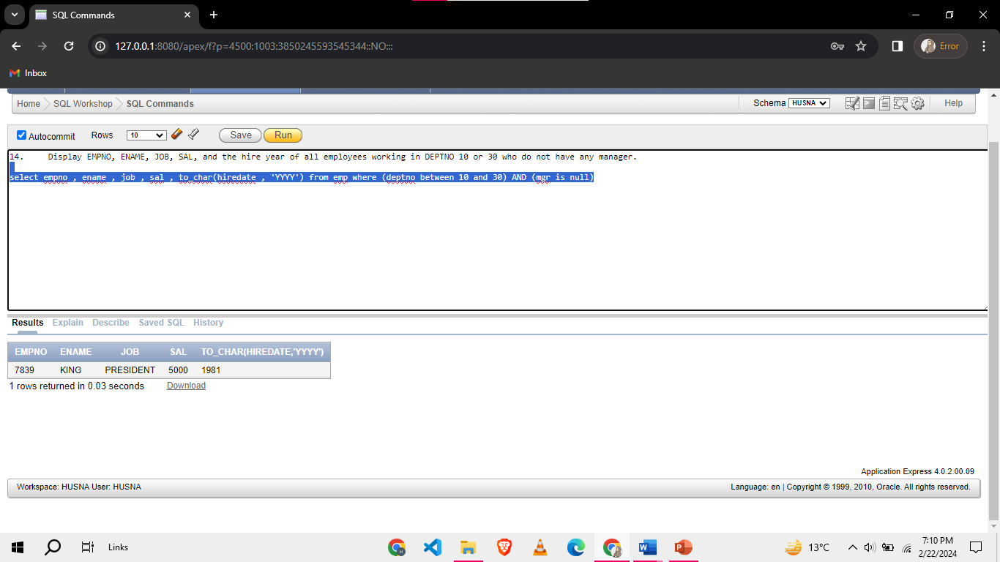 SQL Commands
127.0.0.1:8080/apex/f?p=4500:1003:3850245593545344::NO:::
Error
Inbox
Home SQL Workshop SQL Commands Schema HUSNA Help
Autocommit Rows 10 Save Run
14. Display EMPNO, ENAME, JOB, SAL, and the hire year of all employees working in DEPTNO 10 or 30 who do not have any manager.
select empno , ename , job , sal , to_char(hiredate , 'YYYY') from emp where (deptno between 10 and 30) AND (mgr is null)
Results Explain Describe Saved SQL History
EMPNO ENAME JOB SAL TO_CHAR(HIREDATE,'YYYY')
7839 KING PRESIDENT 5000 1981
1 rows returned in 0.03 seconds Download
Application Express 4.0.2.00.09
Workspace: HUSNA User: HUSNA Language: en | Copyright © 1999, 2010, Oracle. All rights reserved.
Links 13°C 7:10 PM
2/22/2024